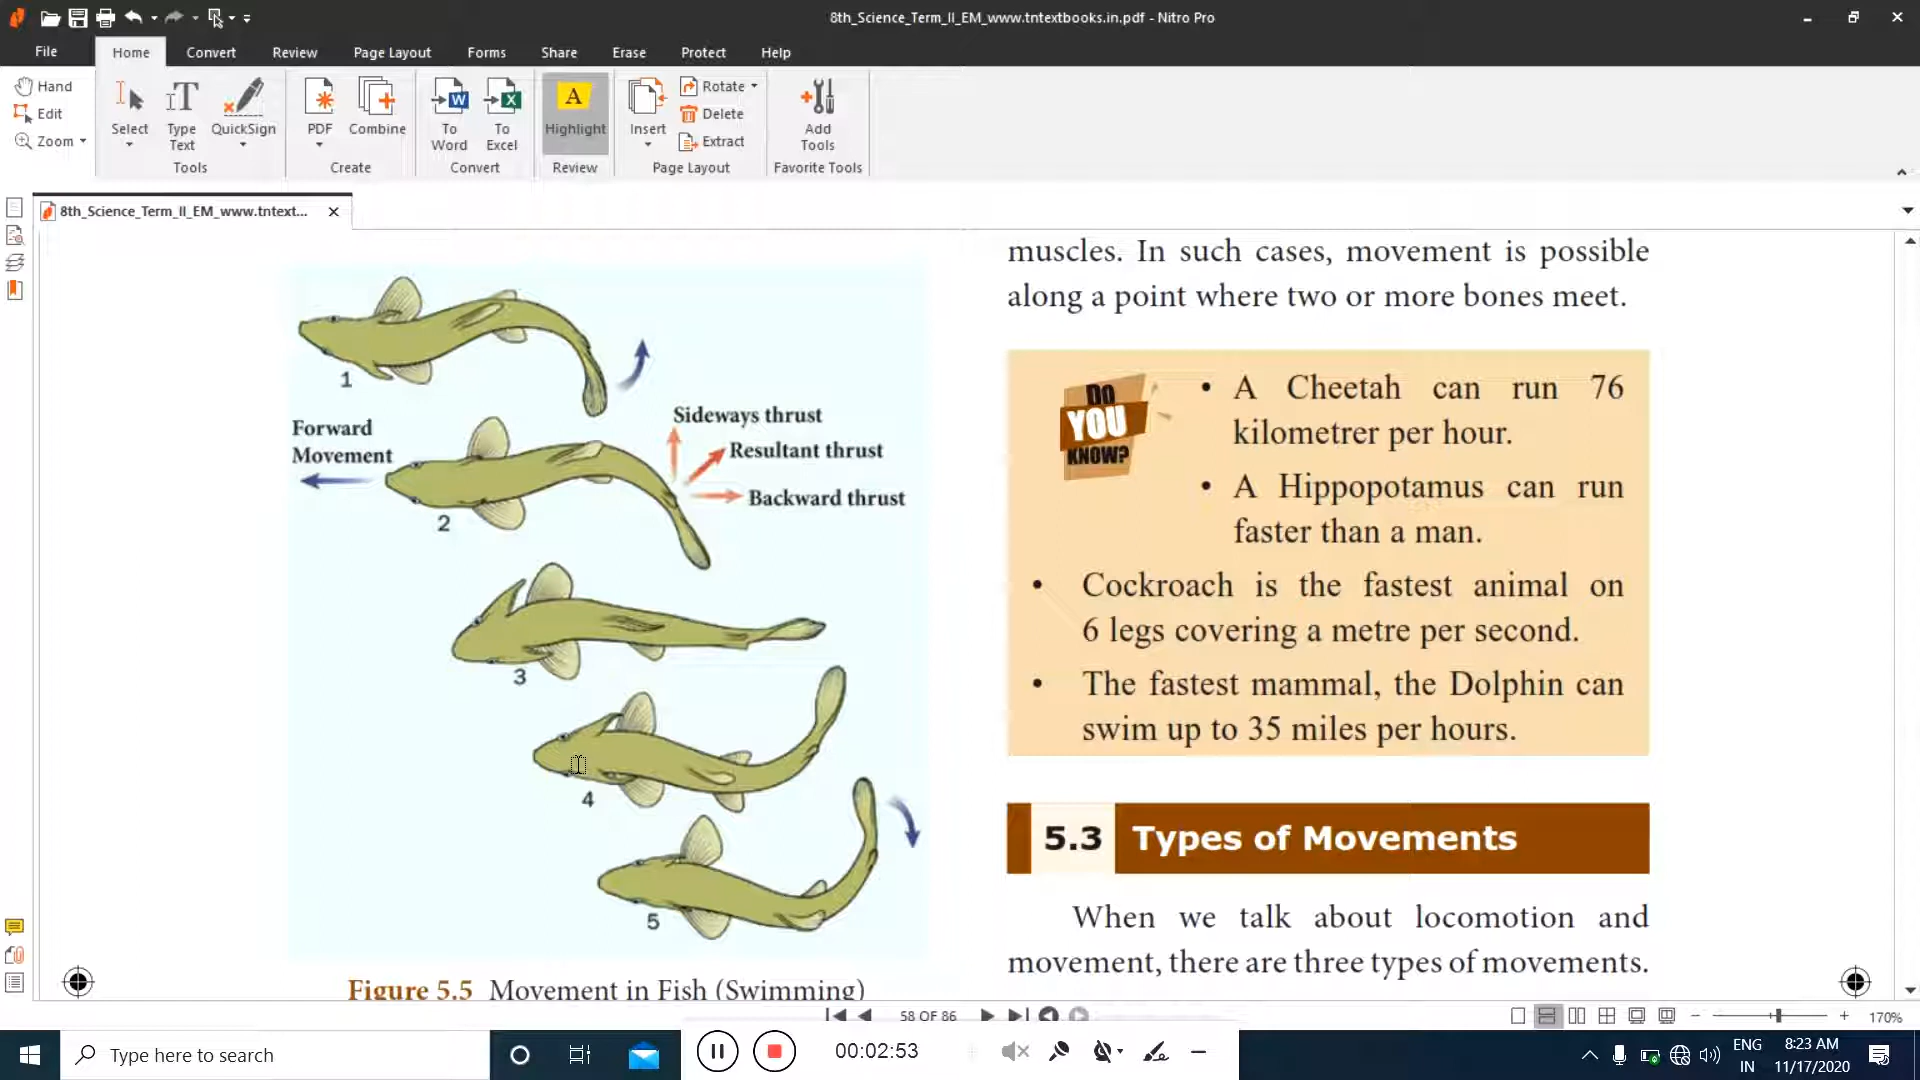 8th_Science_Term_II_EM_www.tntextbooks.in.pdf - Nitro Pro
File
Home
Convert
Review
Page Layout
Forms
Share
Erase
Protect
Help
Hand
Edit
Zoom
Select
Type
Text
QuickSign
Tools
PDF
Combine
Create
To
Word
To
Excel
Convert
Highlight
Review
Insert
Rotate
Delete
Extract
Page Layout
Add
Tools
Favorite Tools
8th_Science_Term_II_EM_www.tntext...
1
Forward
Movement
Sideways thrust
Resultant thrust
Backward thrust
2
3
4
5
Figure 5.5 Movement in Fish (Swimming)
muscles. In such cases, movement is possible
along a point where two or more bones meet.
DO
YOU
KNOW?
• A Cheetah can run 76
kilometrer per hour.
• A Hippopotamus can run
faster than a man.
• Cockroach is the fastest animal on
6 legs covering a metre per second.
• The fastest mammal, the Dolphin can
swim up to 35 miles per hours.
5.3 Types of Movements
When we talk about locomotion and
movement, there are three types of movements.
58 OF 86
170%
Type here to search
00:02:53
ENG
IN
8:23 AM
11/17/2020